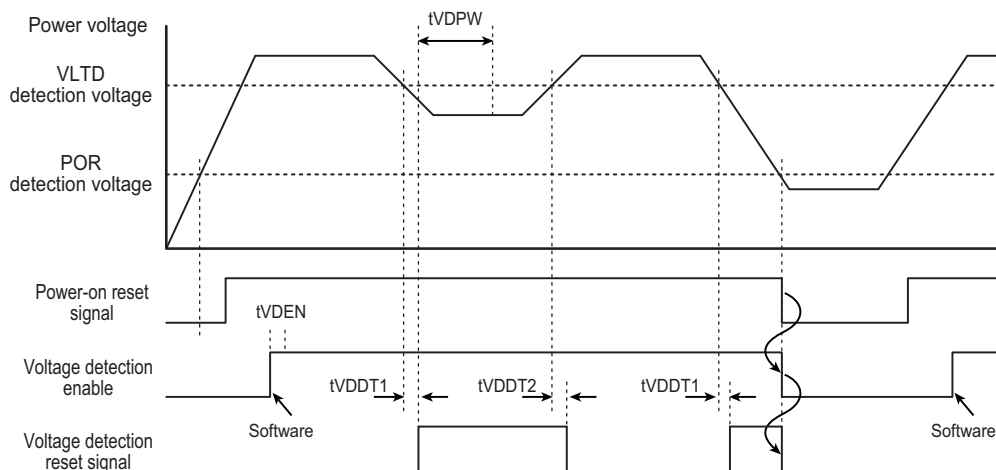 tVDPW
Power voltage
VLTD
detection voltage
POR
detection voltage
Power-on reset
signal
tVDEN
Voltage detection
enable
tVDDT1
tVDDT2
tVDDT1
Software
Software
Voltage detection
reset signal